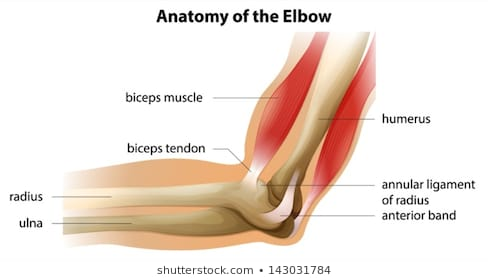 Anatomy of the Elbow
biceps muscle
humerus
biceps tendon
annular ligament
of radius
radius
anterior band
ulna
shutterstock.com • 143031784